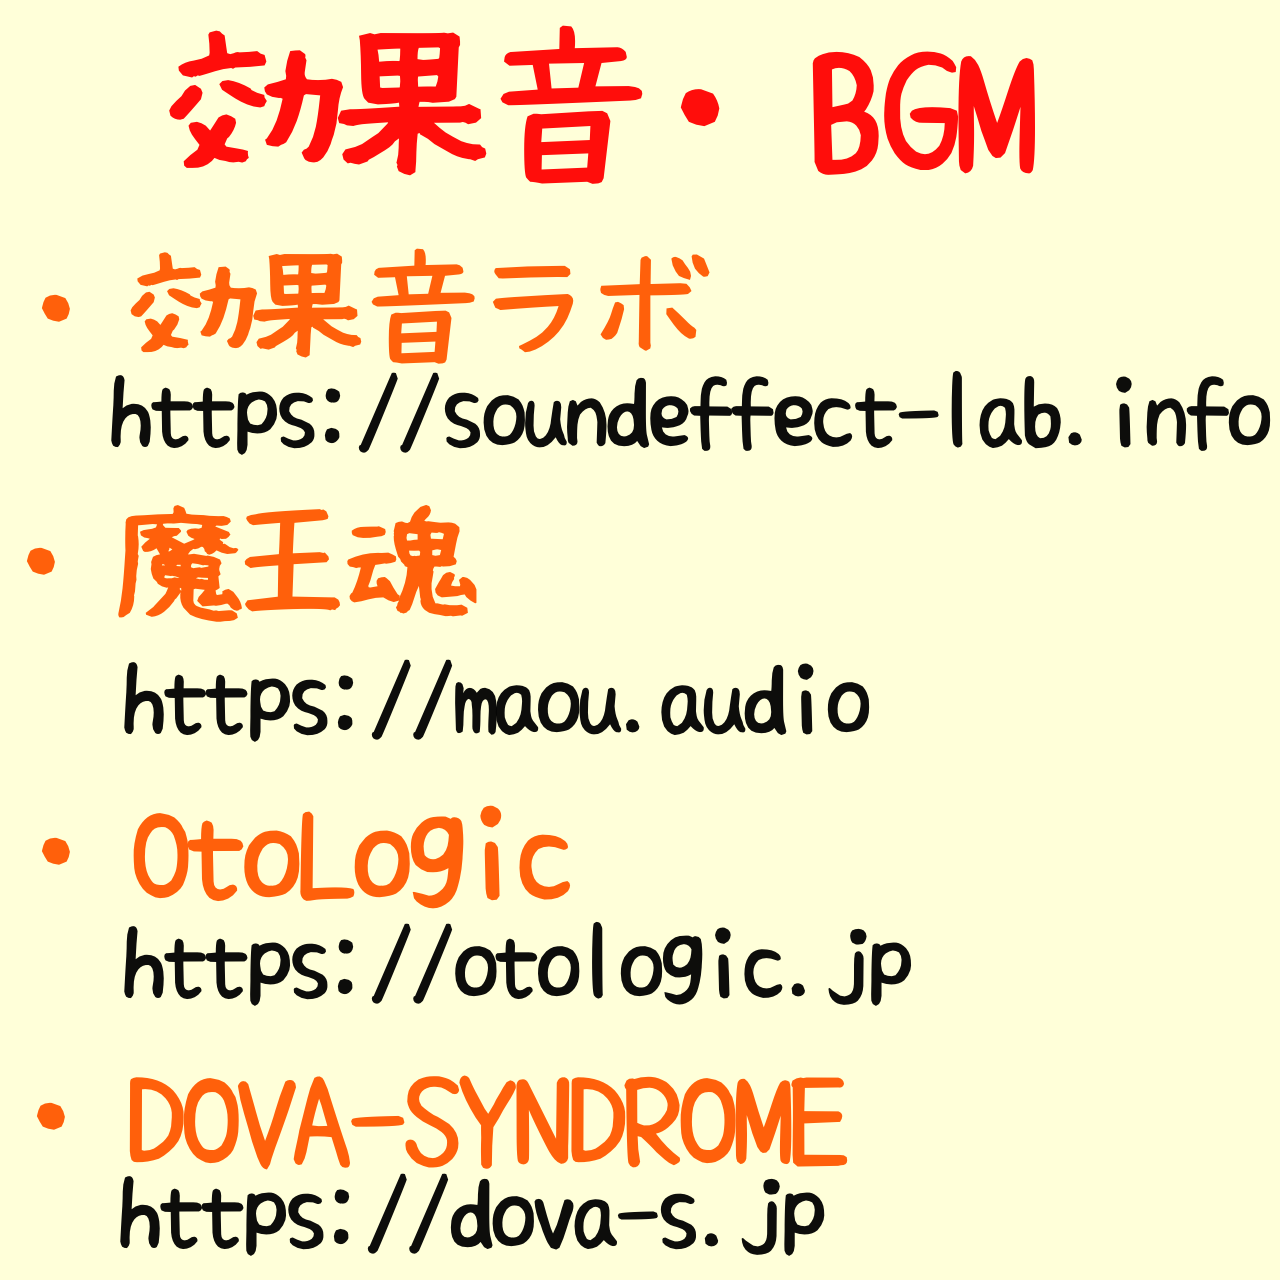 効果音・BGM
・効果音ラボ
https://soundeffect-lab.info
・魔王魂
https://maou.audio
・OtoLogic
https://otologic.jp
・DOVA-SYNDROME
https://dova-s.jp